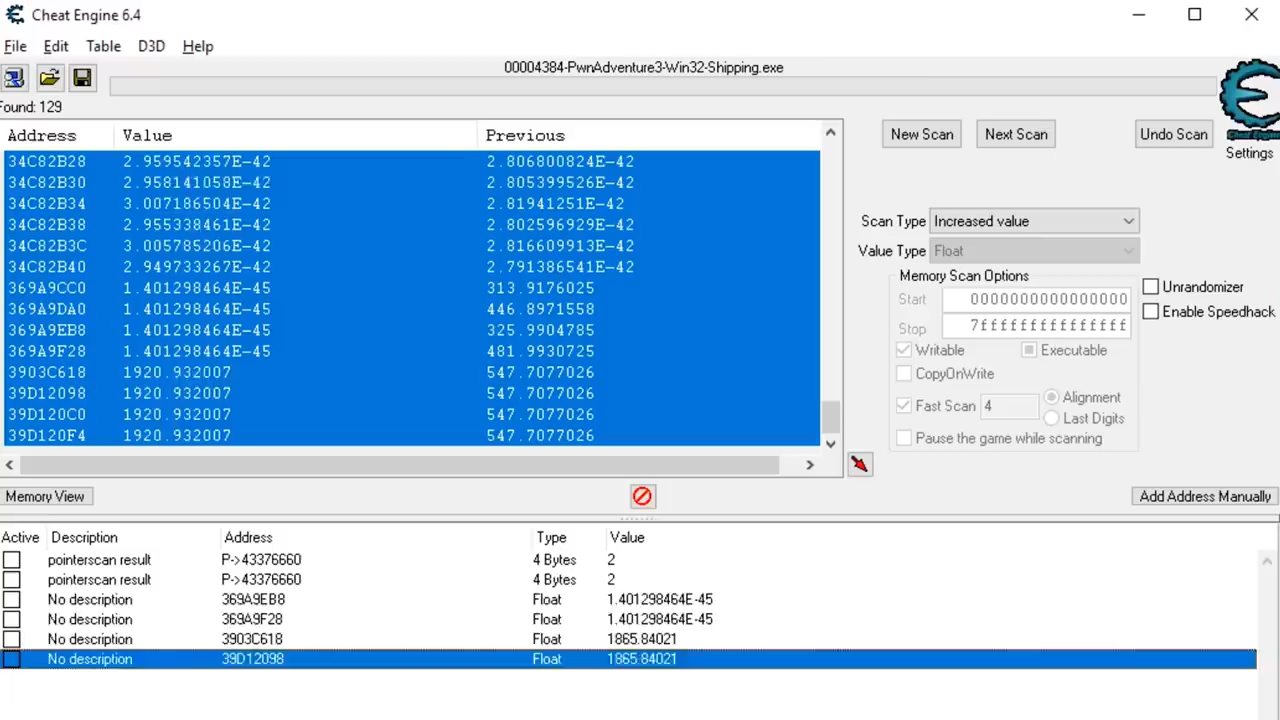 Cheat Engine 6.4
File Edit Table D3D Help
00004384-PwnAdventure3-Win32-Shipping.exe
Found: 129
Address Value Previous
34C82B28 2.959542357E-42 2.806800824E-42
34C82B30 2.958141058E-42 2.805399526E-42
34C82B34 3.007186504E-42 2.81941251E-42
34C82B38 2.955338461E-42 2.802596929E-42
34C82B3C 3.005785206E-42 2.816609913E-42
34C82B40 2.949733267E-42 2.791386541E-42
369A9CC0 1.401298464E-45 313.9176025
369A9DA0 1.401298464E-45 446.8971558
369A9EB8 1.401298464E-45 325.9904785
369A9F28 1.401298464E-45 481.9930725
3903C618 1920.932007 547.7077026
39D12098 1920.932007 547.7077026
39D120C0 1920.932007 547.7077026
39D120F4 1920.932007 547.7077026
New Scan Next Scan Undo Scan
Cheat Engine
Settings
Scan Type Increased value
Value Type Float
Memory Scan Options
Start 0000000000000000
Stop 7fffffffffffffff
Writable Executable
CopyOnWrite
Fast Scan 4 Alignment
Last Digits
Pause the game while scanning
Unrandomizer
Enable Speedhack
Memory View
Add Address Manually
Active Description Address Type Value
pointerscan result P->43376660 4 Bytes 2
pointerscan result P->43376660 4 Bytes 2
No description 369A9EB8 Float 1.401298464E-45
No description 369A9F28 Float 1.401298464E-45
No description 3903C618 Float 1865.84021
No description 39D12098 Float 1865.84021